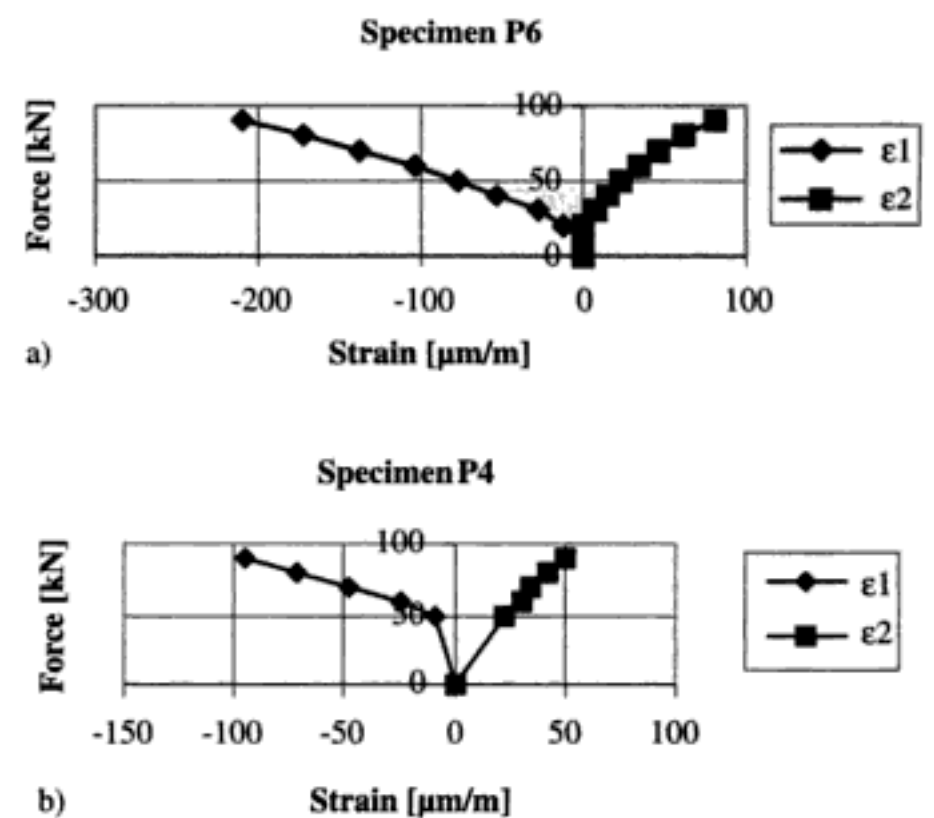 Specimen P6
Force [kN]
100
50
0
-300 -200 -100 0 100
ε1
ε2
a)
Strain [μm/m]
Specimen P4
Force [kN]
100
50
0
-150 -100 -50 0 50 100
ε1
ε2
b)
Strain [μm/m]